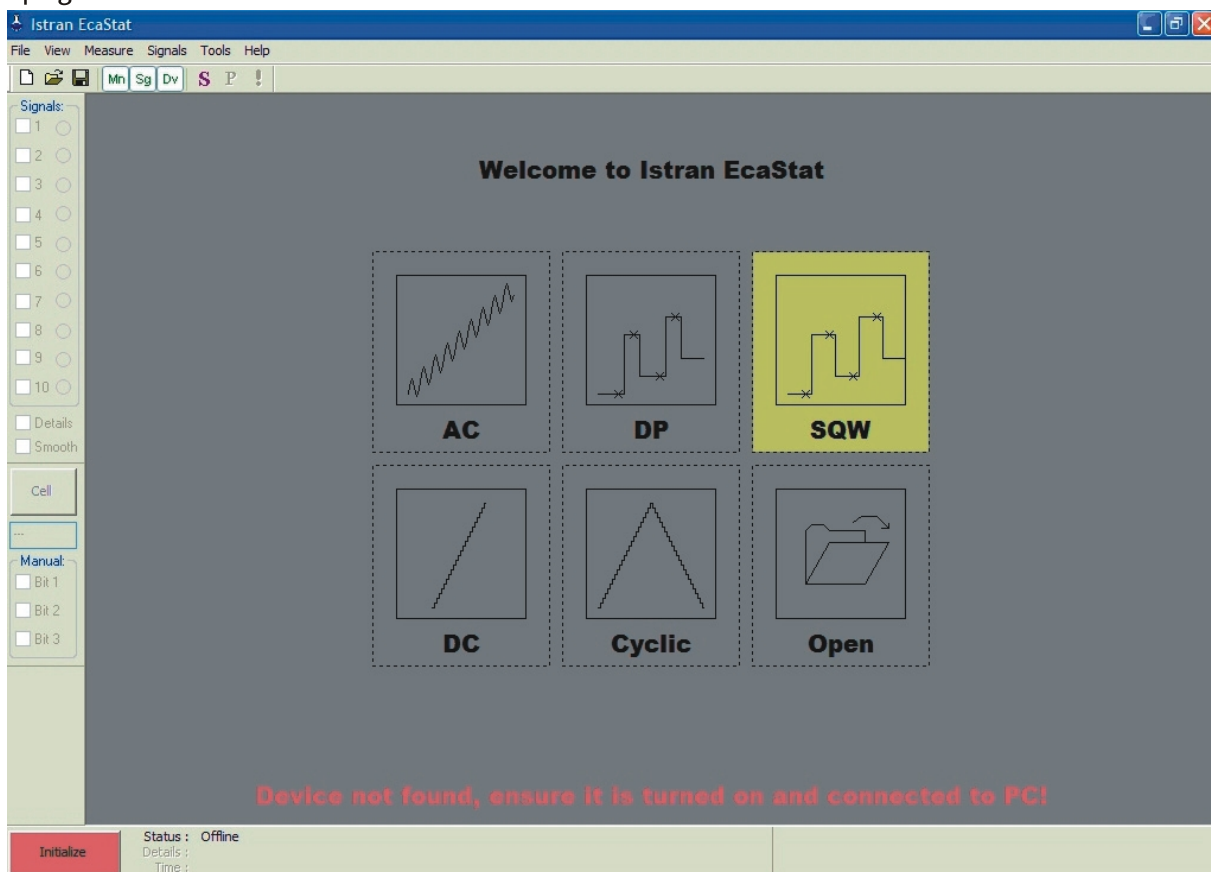 Istran EcaStat
File View Measure Signals Tools Help
Mn Sg Dv S P !
Signals:
1
2
3
4
5
6
7
8
9
10
Details
Smooth
Cell
---
Manual:
Bit 1
Bit 2
Bit 3
Welcome to Istran EcaStat
AC DP SQW
DC Cyclic Open
Device not found, ensure it is turned on and connected to PC!
Initialize
Status : Offline
Details :
Time :